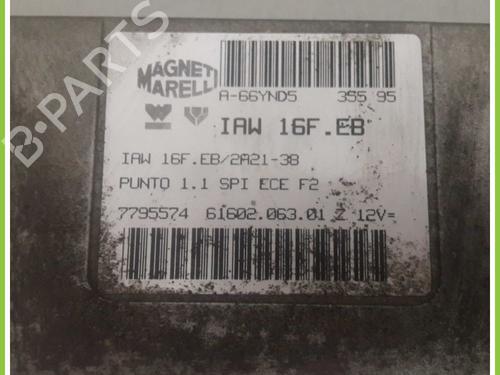 MAGNETI
MARELLI
A-66YND5 355 95
IAW 16F.EB
IAW 16F.EB/2A21-38
PUNTO 1.1 SPI ECE F2
7795574 61602.063.01 Z 12V=
B-PARTS